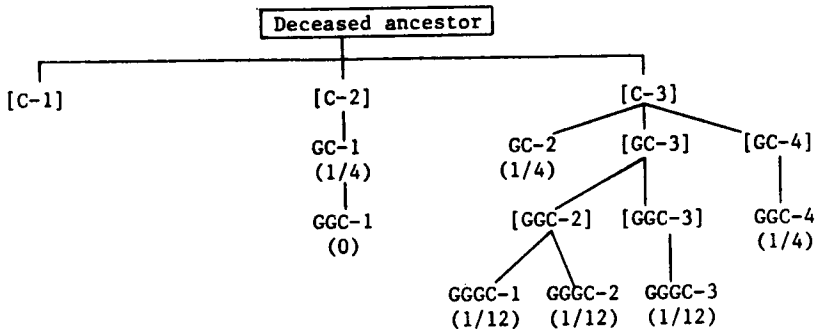 Deceased ancestor
[C-1] [C-2] [C-3]
GC-1 GC-2 [GC-3] [GC-4]
(1/4) (1/4)
GGC-1 [GGC-2] [GGC-3] GGC-4
(0) (1/4)
GGGC-1 GGGC-2 GGGC-3
(1/12) (1/12) (1/12)